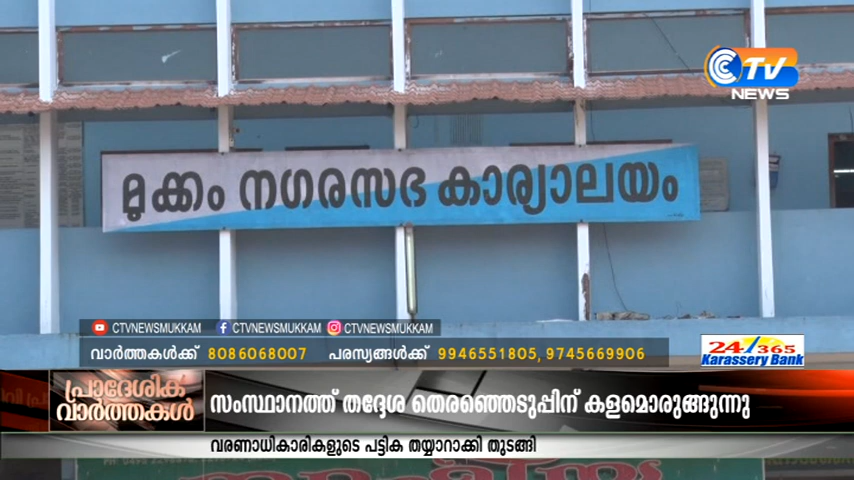 CTV
NEWS
മുക്കം നഗരസഭ കാര്യാലയം
CTVNEWSMUKKAM CTVNEWSMUKKAM CTVNEWSMUKKAM
വാർത്തകൾക്ക് 8086068007 പരസ്യങ്ങൾക്ക് 9946551805, 9745669906
24/365
Karassery Bank
പ്രാദേശിക
വാർത്തകൾ
സംസ്ഥാനത്ത് തദ്ദേശ തെരഞ്ഞെടുപ്പിന് കളമൊരുങ്ങുന്നു
വരണാധികാരികളുടെ പട്ടിക തയ്യാറാക്കി തുടങ്ങി